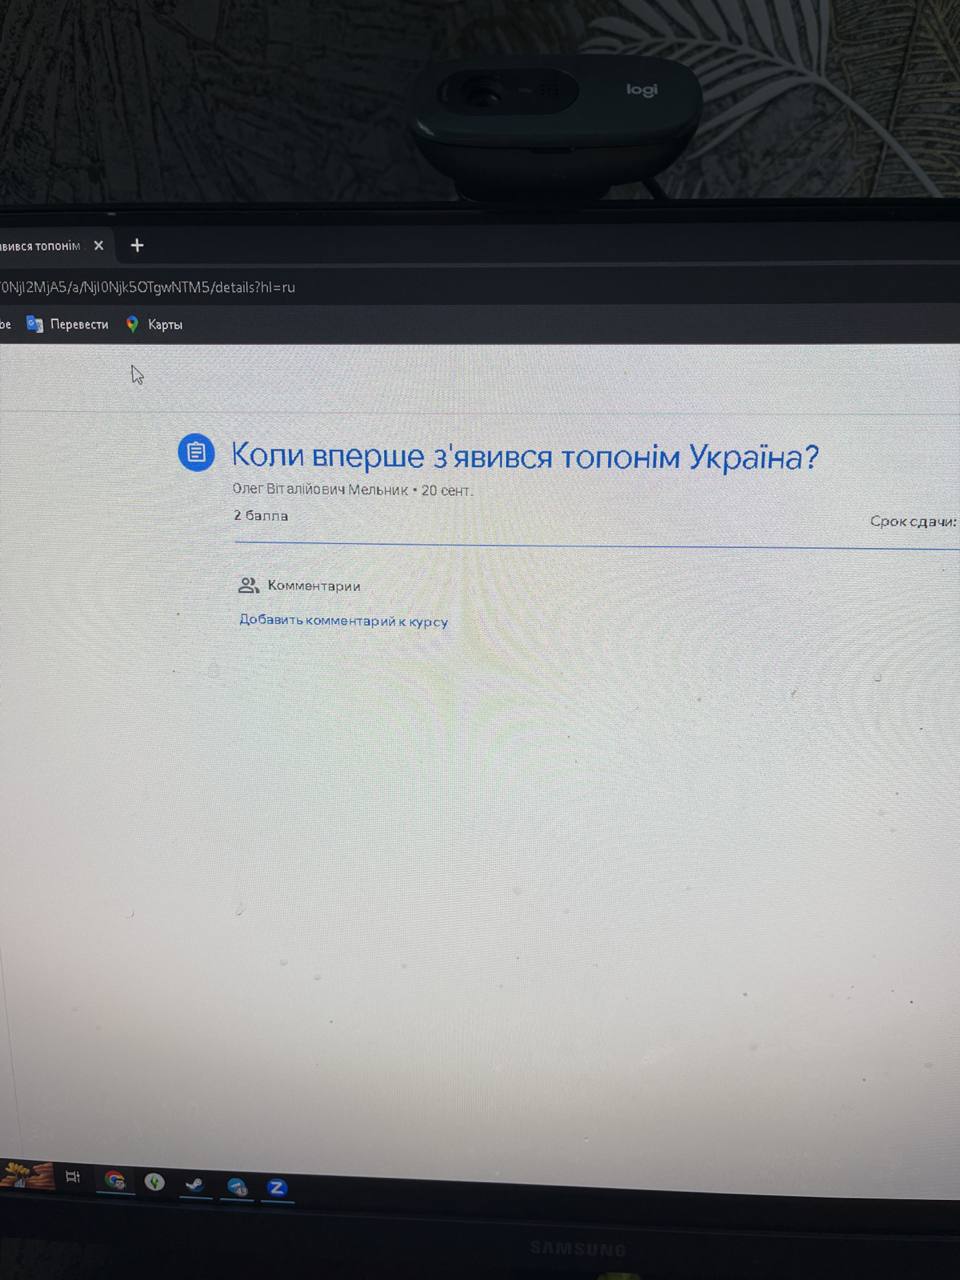 logi
явився топонім
0NjI2MjA5/a/NjI0Njk5OTgwNTM5/details?hl=ru
be Перевести Карты
Коли вперше з'явився топонім Україна?
Олег Віталійович Мельник • 20 сент.
2 балла
Срок сдачи:
Комментарии
Добавить комментарий к курсу
SAMSUNG